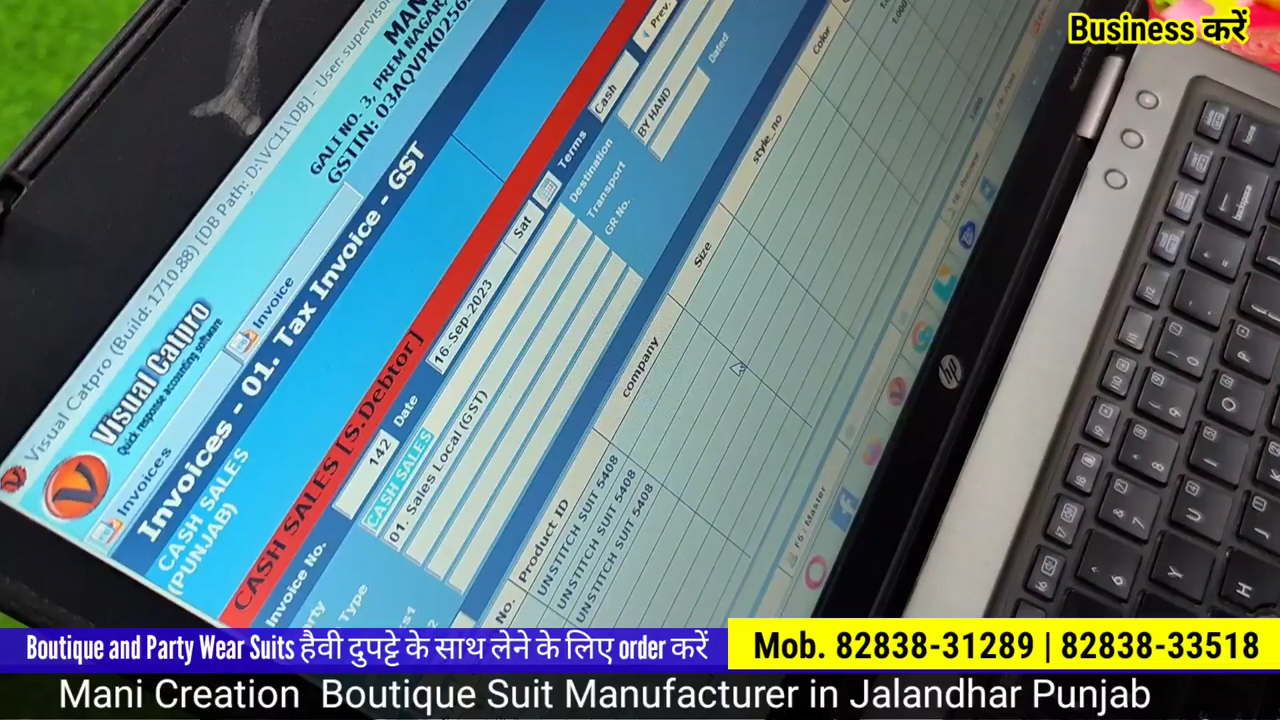 Business करें
Visual Catpro (Build: 1710.88) [DB Path: D:\VC11\DB] - User: supervisor
Visual Catpro
Quick response accounting software
GALI NO. 3, PREM NAGAR,
GSTIN: 03AQVPK0256
Invoices
Invoice
Invoices - 01. Tax Invoice - GST
CASH SALES
(PUNJAB)
CASH SALES [S.Debtor]
Prev.
Invoice No. 142 Date 16-Sep-2023 Sat Terms Cash
CASH SALES
Destination
Type 01. Sales Local (GST)
Transport BY HAND
GR No. Dated
No. Product ID company Size style_no Color
UNSTITCH SUIT 5408
UNSTITCH SUIT 5408
UNSTITCH SUIT 5408
F6 : Master
hp
Boutique and Party Wear Suits हैवी दुपट्टे के साथ लेने के लिए order करें
Mob. 82838-31289 | 82838-33518
Mani Creation Boutique Suit Manufacturer in Jalandhar Punjab